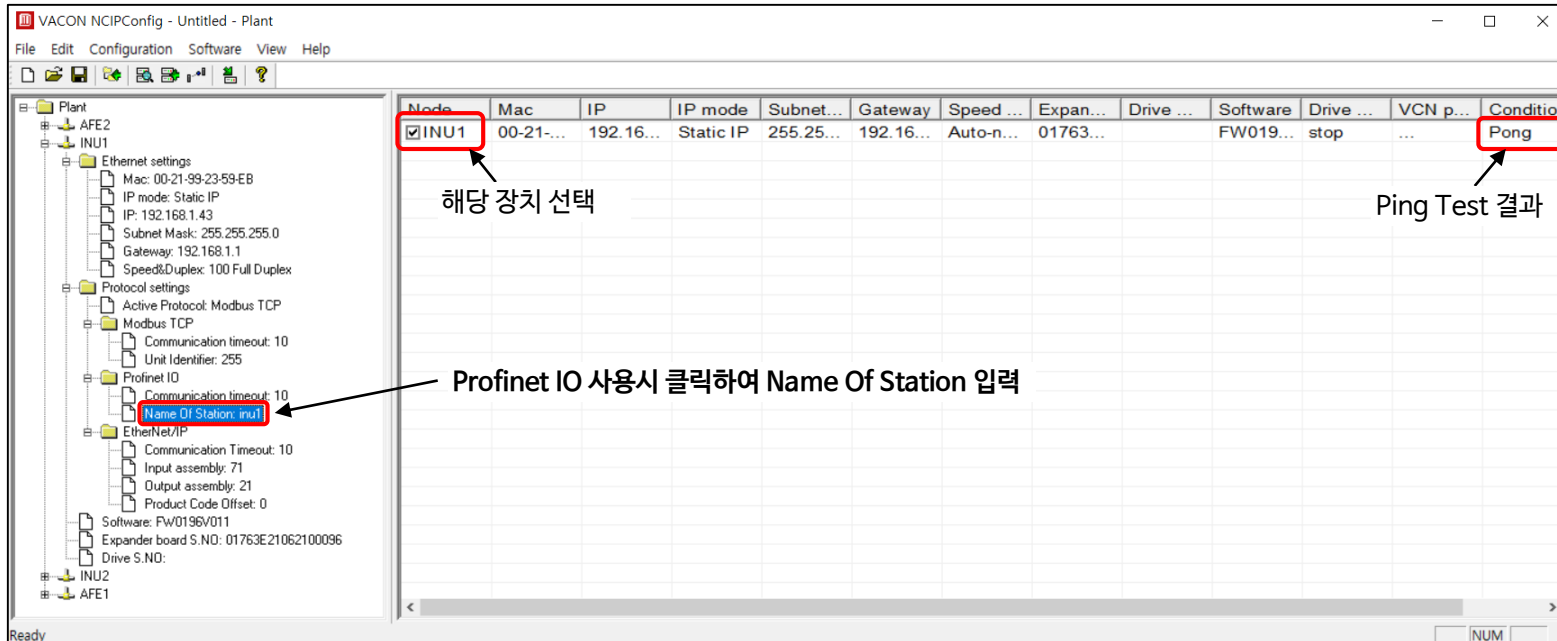 VACON NCIPConfig - Untitled - Plant
File Edit Configuration Software View Help
Plant
AFE2
INU1
Ethernet settings
Mac: 00-21-99-23-59-EB
IP mode: Static IP
IP: 192.168.1.43
Subnet Mask: 255.255.255.0
Gateway: 192.168.1.1
Speed&Duplex: 100 Full Duplex
Protocol settings
Active Protocol: Modbus TCP
Modbus TCP
Communication timeout: 10
Unit Identifier: 255
Profinet IO
Communication timeout: 10
Name Of Station: inu1
EtherNet/IP
Communication Timeout: 10
Input assembly: 71
Output assembly: 21
Product Code Offset: 0
Software: FW0196V011
Expander board S.NO: 01763E21062100096
Drive S.NO:
INU2
AFE1
Node Mac IP IP mode Subnet... Gateway Speed ... Expan... Drive ... Software Drive ... VCN p... Conditio
INU1 00-21-... 192.16... Static IP 255.25... 192.16... Auto-n... 01763... FW019... stop ... Pong
해당 장치 선택
Ping Test 결과
Profinet IO 사용시 클릭하여 Name Of Station 입력
Ready
NUM